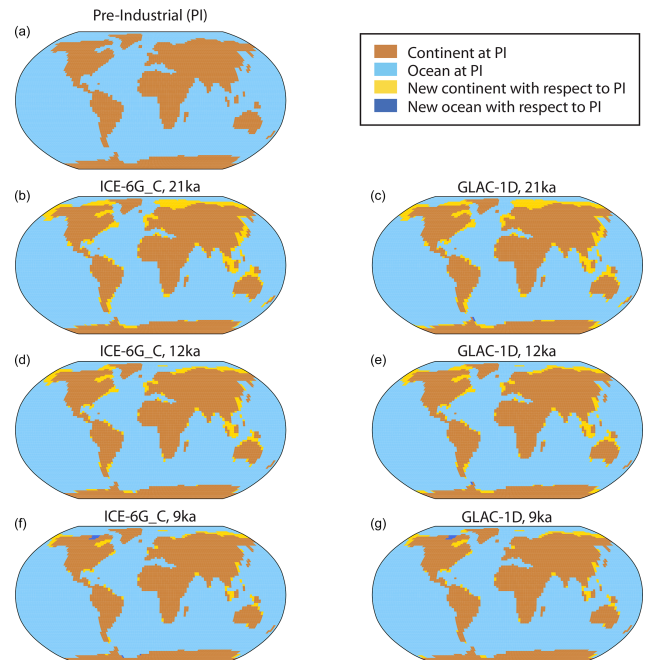 Pre-Industrial (PI)
(a)
Continent at PI
Ocean at PI
New continent with respect to PI
New ocean with respect to PI
ICE-6G_C, 21ka
(b)
GLAC-1D, 21ka
(c)
ICE-6G_C, 12ka
(d)
GLAC-1D, 12ka
(e)
ICE-6G_C, 9ka
(f)
GLAC-1D, 9ka
(g)